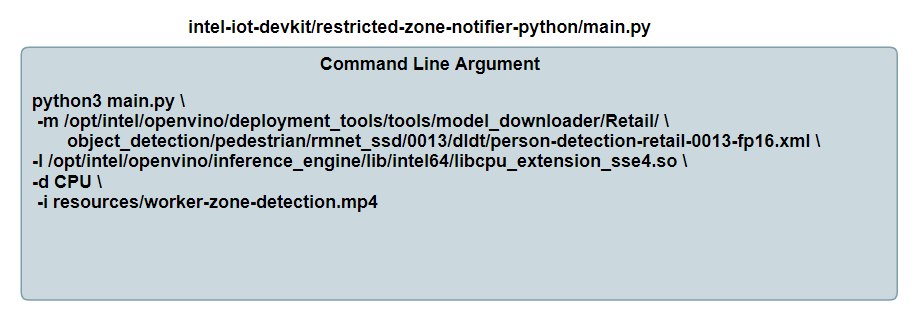 intel-iot-devkit/restricted-zone-notifier-python/main.py
Command Line Argument
python3 main.py \
-m /opt/intel/openvino/deployment_tools/tools/model_downloader/Retail/ \
object_detection/pedestrian/rmnet_ssd/0013/dldt/person-detection-retail-0013-fp16.xml \
-l /opt/intel/openvino/inference_engine/lib/intel64/libcpu_extension_sse4.so \
-d CPU \
-i resources/worker-zone-detection.mp4